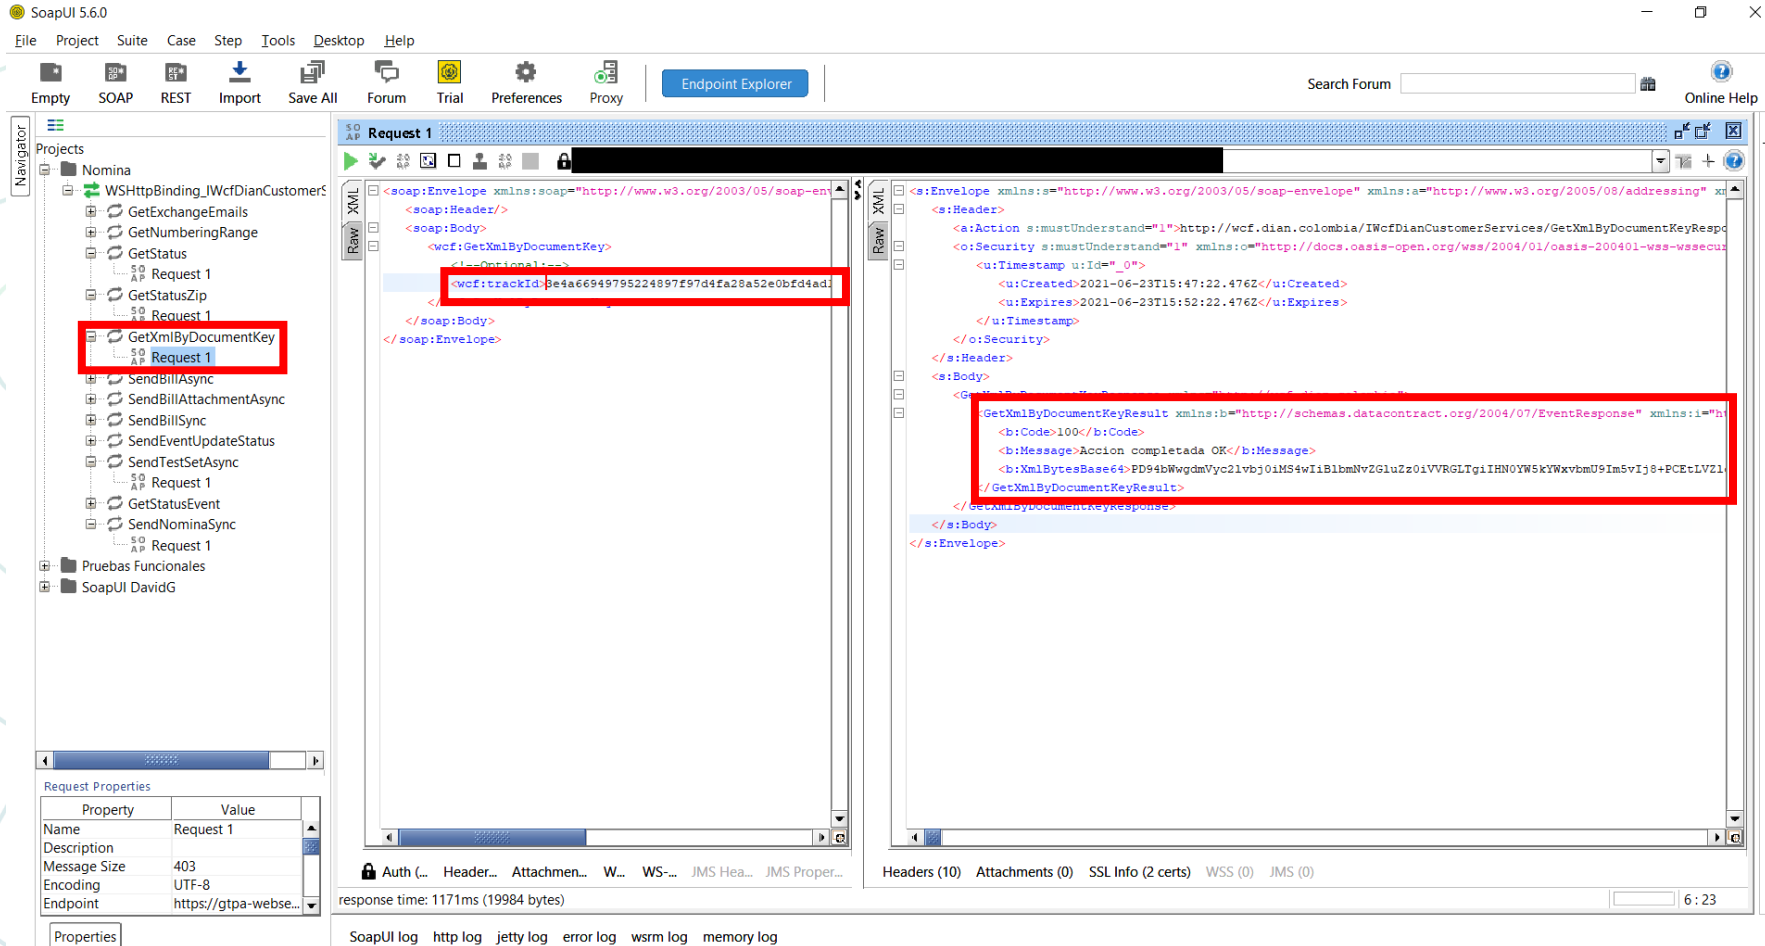 SoapUI 5.6.0
File Project Suite Case Step Tools Desktop Help
Empty SOAP REST Import Save All Forum Trial Preferences Proxy Endpoint Explorer Search Forum Online Help
Navigator
Projects
Nomina
WSHttpBinding_IWcfDianCustomerS
GetExchangeEmails
GetNumberingRange
GetStatus
Request 1
GetStatusZip
Request 1
GetXmlByDocumentKey
Request 1
SendBillAsync
SendBillAttachmentAsync
SendBillSync
SendEventUpdateStatus
SendTestSetAsync
Request 1
GetStatusEvent
SendNominaSync
Request 1
Pruebas Funcionales
SoapUI DavidG
Request Properties
Property Value
Name Request 1
Description
Message Size 403
Encoding UTF-8
Endpoint https://gtpa-webse...
Properties
Request 1
XML
Raw
<soap:Envelope xmlns:soap="http://www.w3.org/2003/05/soap-env
<soap:Header/>
<soap:Body>
<wcf:GetXmlByDocumentKey>
<!--Optional:-->
<wcf:trackId>3e4a66949795224897f97d4fa28a52e0bfd4ad1
</
</soap:Body>
</soap:Envelope>
Auth (... Header... Attachmen... W... WS-... JMS Hea... JMS Proper...
response time: 1171ms (19984 bytes)
XML
Raw
<s:Envelope xmlns:s="http://www.w3.org/2003/05/soap-envelope" xmlns:a="http://www.w3.org/2005/08/addressing" x
<s:Header>
<a:Action s:mustUnderstand="1">http://wcf.dian.colombia/IWcfDianCustomerServices/GetXmlByDocumentKeyRespo
<o:Security s:mustUnderstand="1" xmlns:o="http://docs.oasis-open.org/wss/2004/01/oasis-200401-wss-wssecur
<u:Timestamp u:Id="_0">
<u:Created>2021-06-23T15:47:22.476Z</u:Created>
<u:Expires>2021-06-23T15:52:22.476Z</u:Expires>
</u:Timestamp>
</o:Security>
</s:Header>
<s:Body>
<GetXmlByDocumentKeyResult xmlns:b="http://schemas.datacontract.org/2004/07/EventResponse" xmlns:i="ht
<b:Code>100</b:Code>
<b:Message>Accion completada OK</b:Message>
<b:XmlBytesBase64>PD94bWwgdmVyc2lvbj0iMS4wIiBlbmNvZGluZz0iVVRGLTgiIHN0YW5kYWxvbmU9Im5vIj8+PCEtLVZl
</GetXmlByDocumentKeyResult>
</GetXmlByDocumentKeyResponse>
</s:Body>
</s:Envelope>
Headers (10) Attachments (0) SSL Info (2 certs) WSS (0) JMS (0)
6 : 23
SoapUI log http log jetty log error log wsrm log memory log